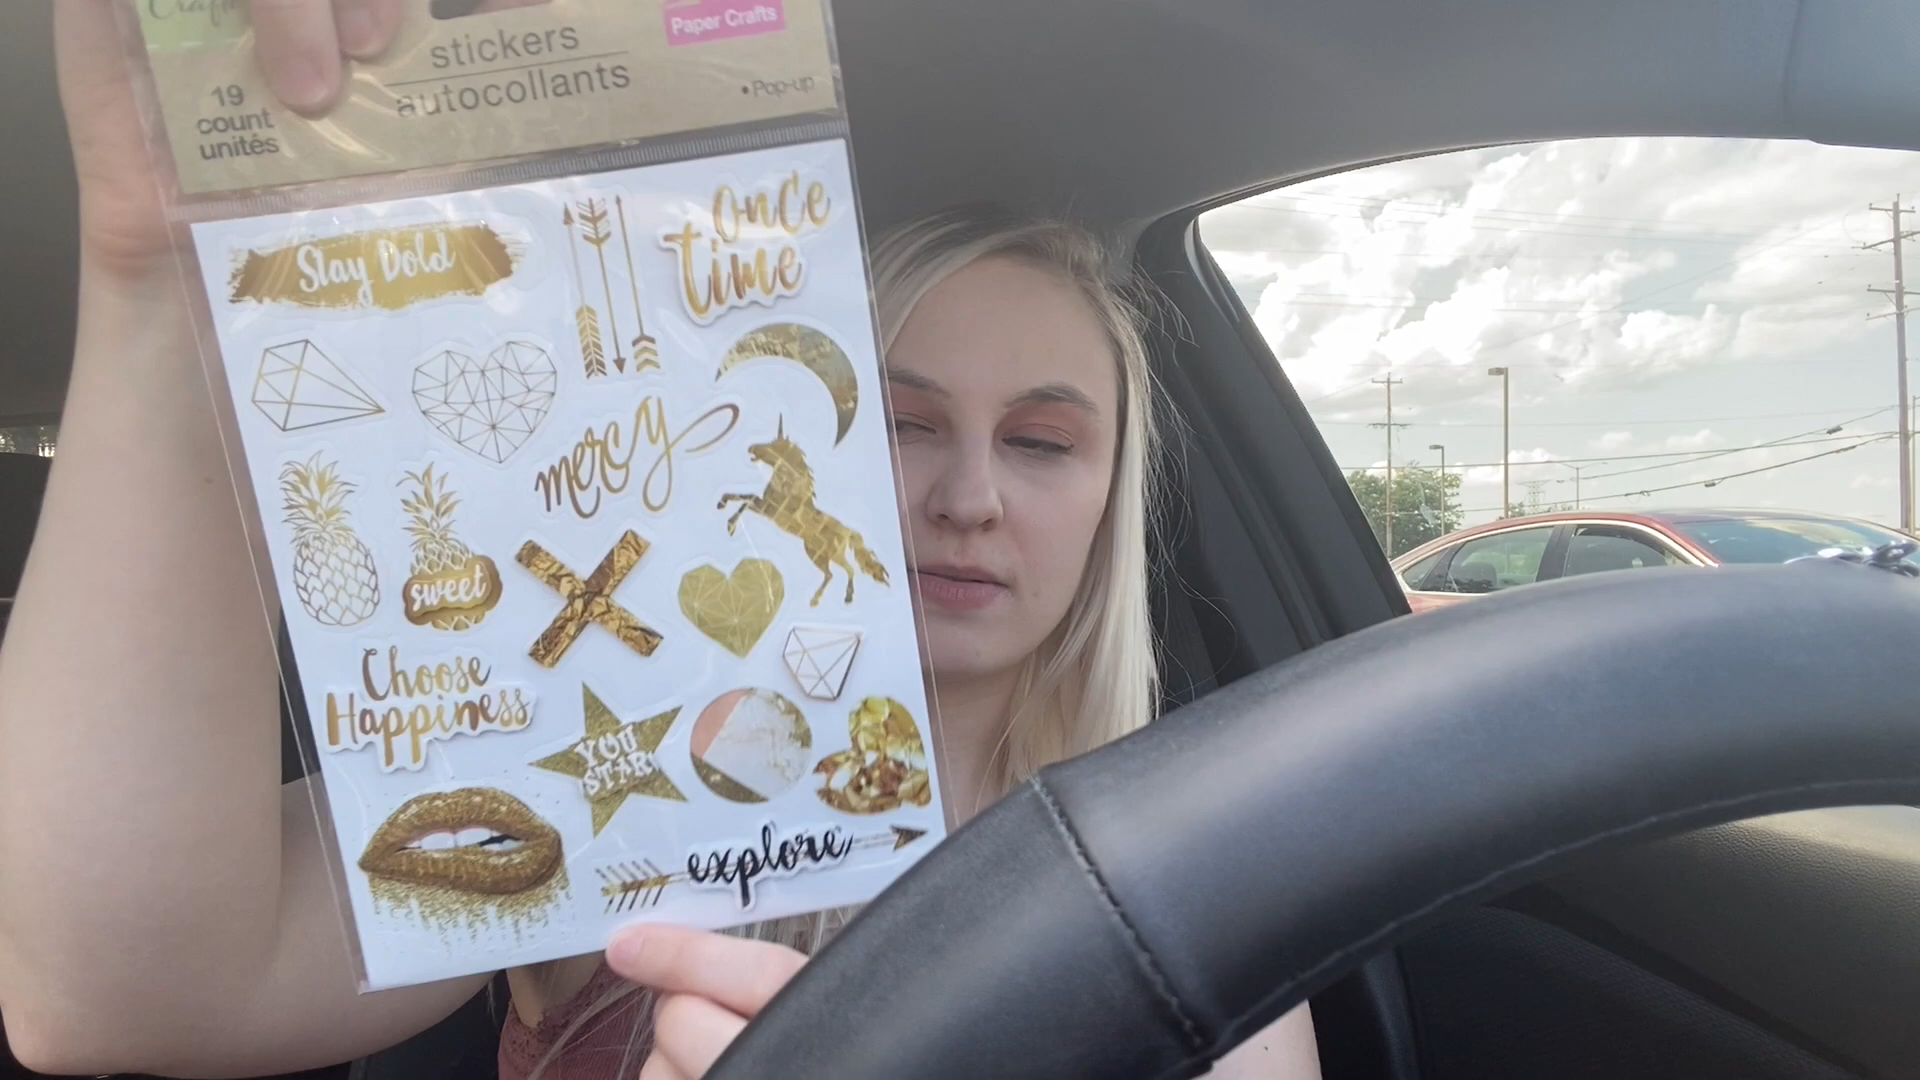 Paper Crafts
stickers
autocollants
19
count
unités
• Pop-up
Stay Dold
once
time
mercy
sweet
Choose
Happiness
YOU
STAR!
explore